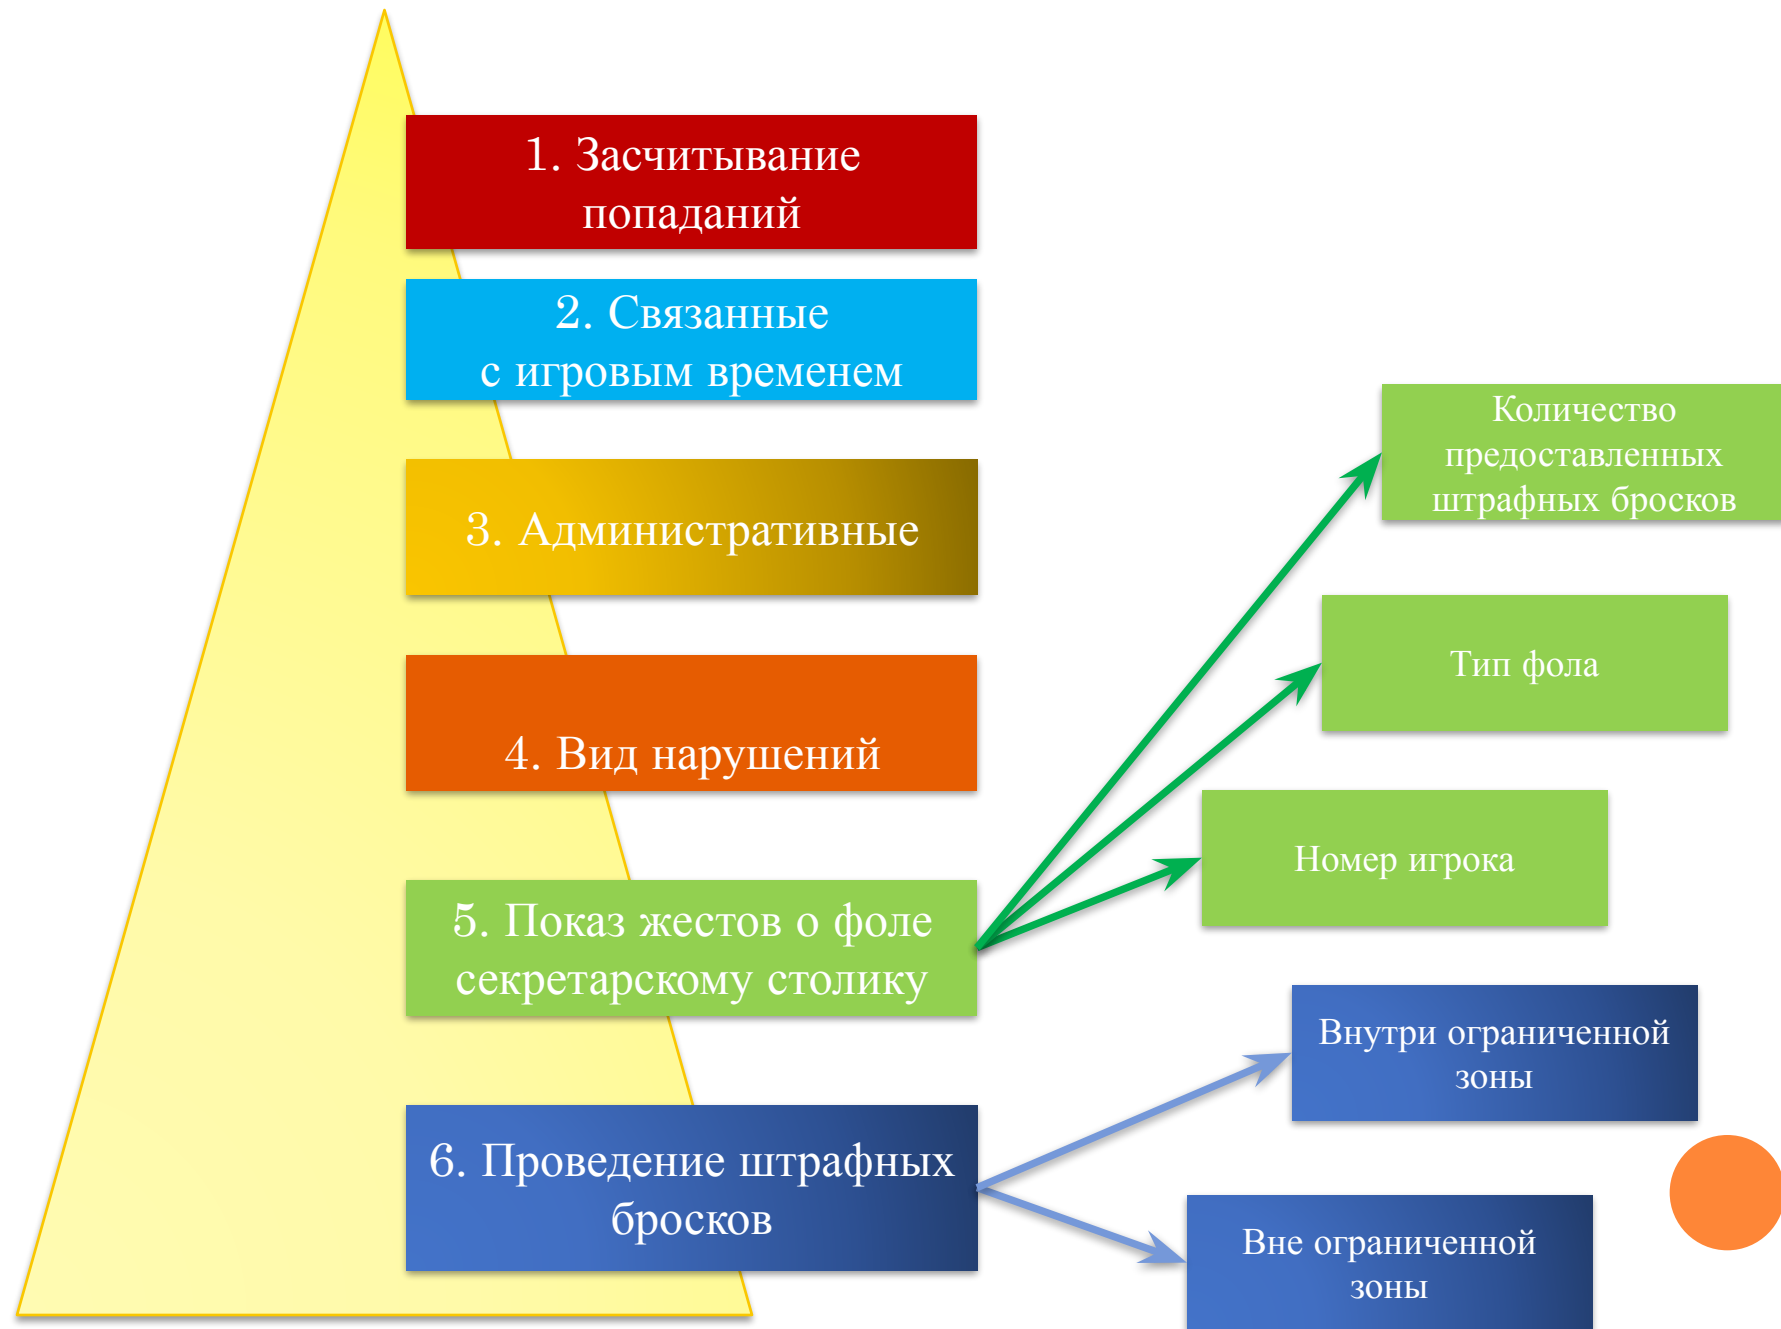 1. Засчитывание
попаданий
2. Связанные
с игровым временем
3. Административные
4. Вид нарушений
5. Показ жестов о фоле
секретарскому столику
6. Проведение штрафных
бросков
Количество
предоставленных
штрафных бросков
Тип фола
Номер игрока
Внутри ограниченной
зоны
Вне ограниченной
зоны